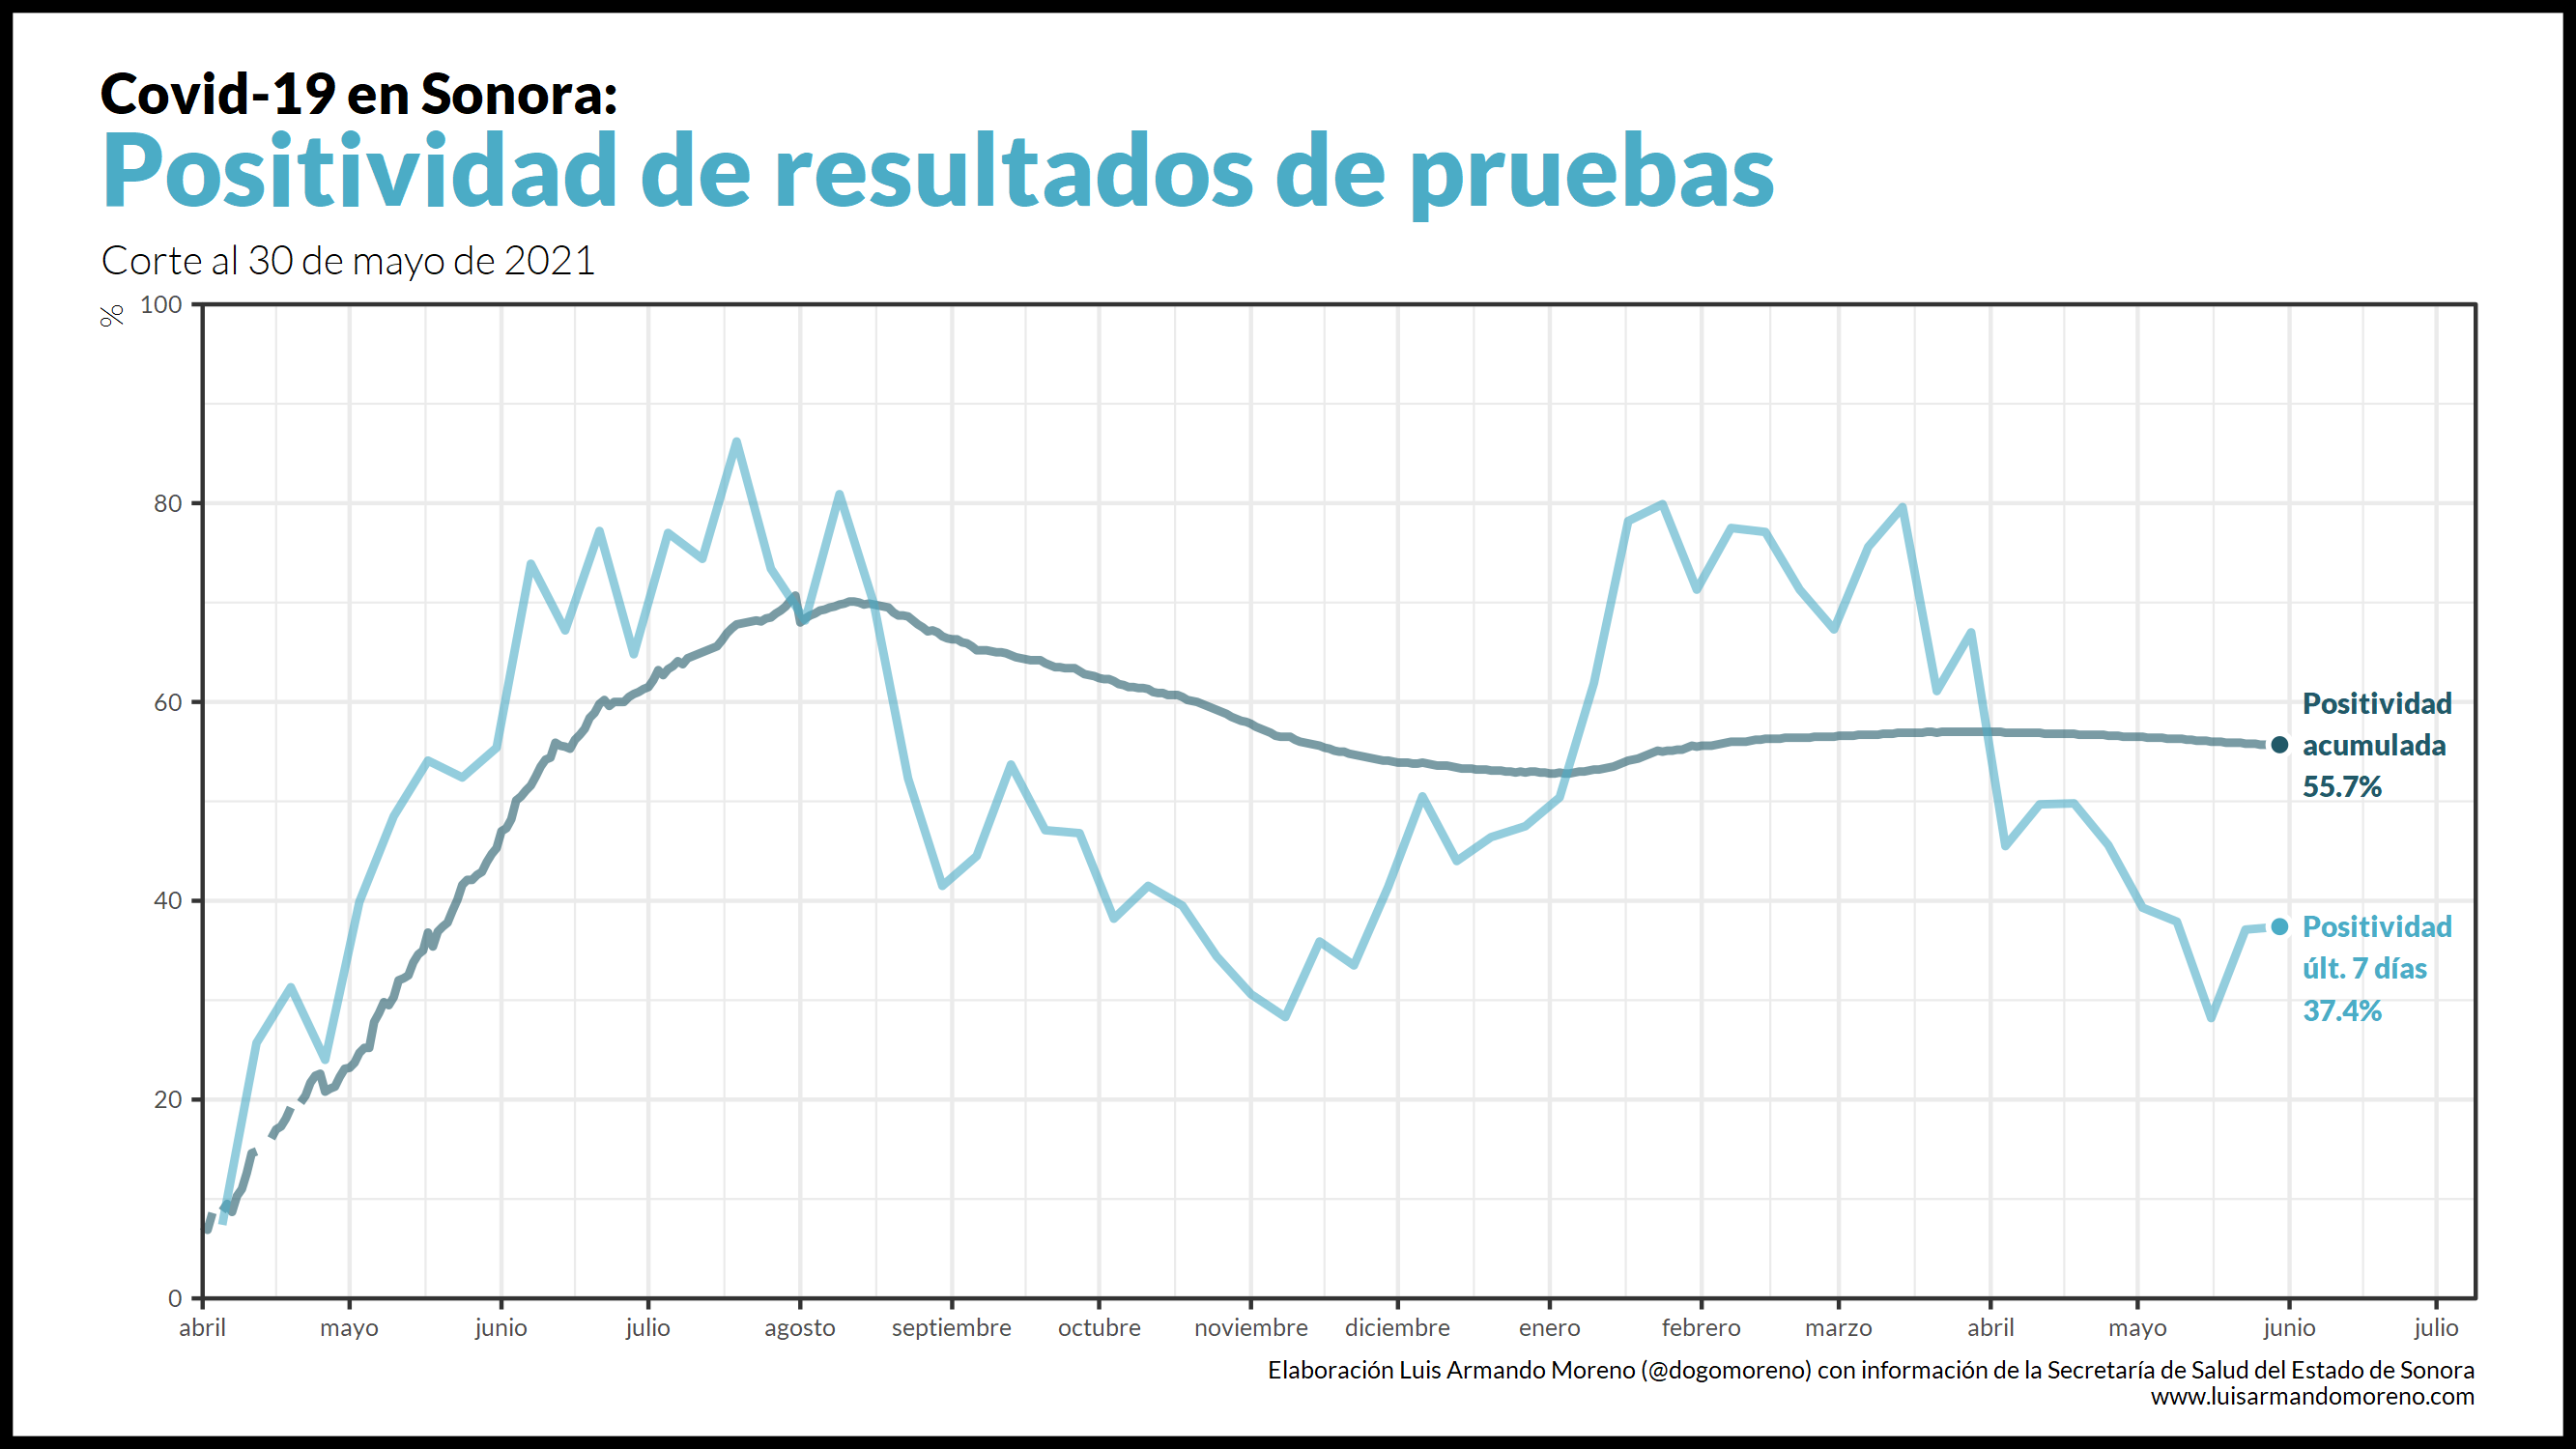 Covid-19 en Sonora:
Positividad de resultados de pruebas
Corte al 30 de mayo de 2021
%
100
80
60
40
20
0
Positividad
acumulada
55.7%
Positividad
últ. 7 días
37.4%
abril mayo junio julio agosto septiembre octubre noviembre diciembre enero febrero marzo abril mayo junio julio
Elaboración Luis Armando Moreno (@dogomoreno) con información de la Secretaría de Salud del Estado de Sonora
www.luisarmandomoreno.com